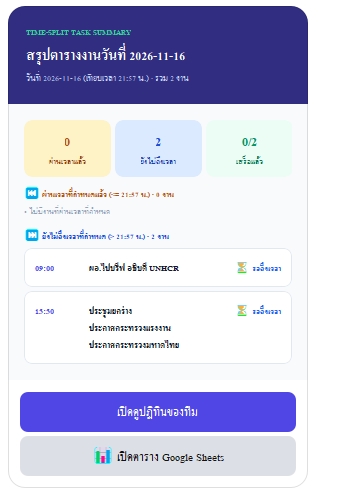 TIME-SPLIT TASK SUMMARY
สรุปตารางงานวันที่ 2026-11-16
วันที่ 2026-11-16 (เทียบเวลา 21:57 น.) · รวม 2 งาน
0
ผ่านเวลาแล้ว
2
ยังไม่ถึงเวลา
0/2
เสร็จแล้ว
⏮ ผ่านเวลาที่กำหนดแล้ว (<= 21:57 น.) · 0 งาน
• ไม่มีงานที่ผ่านเวลาที่กำหนด
⏭ ยังไม่ถึงเวลาที่กำหนด (> 21:57 น.) · 2 งาน
09:00 ผอ.ไปบรีฟ อธิบดี UNHCR ⏳ รอถึงเวลา
13:30 ประชุมยกร่าง ⏳ รอถึงเวลา
ประกาศกระทรวงแรงงาน
ประกาศกระทรวงมหาดไทย
เปิดดูปฏิทินของทีม
📊 เปิดตาราง Google Sheets